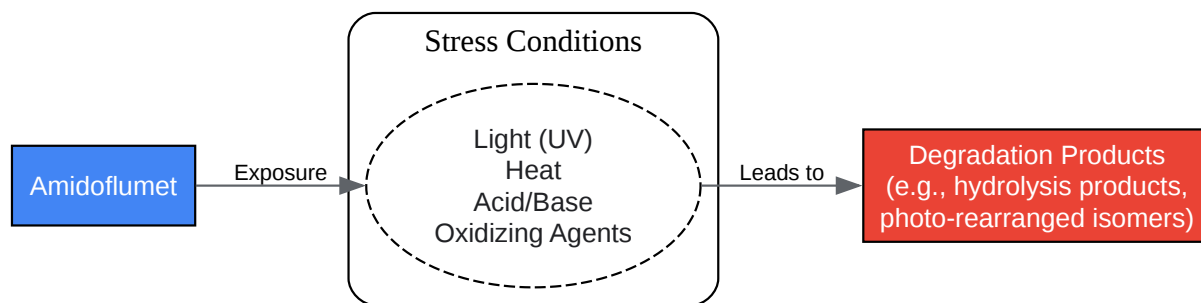 Stress Conditions
Amidoflumet
Exposure
Light (UV)
Heat
Acid/Base
Oxidizing Agents
Leads to
Degradation Products
(e.g., hydrolysis products,
photo-rearranged isomers)